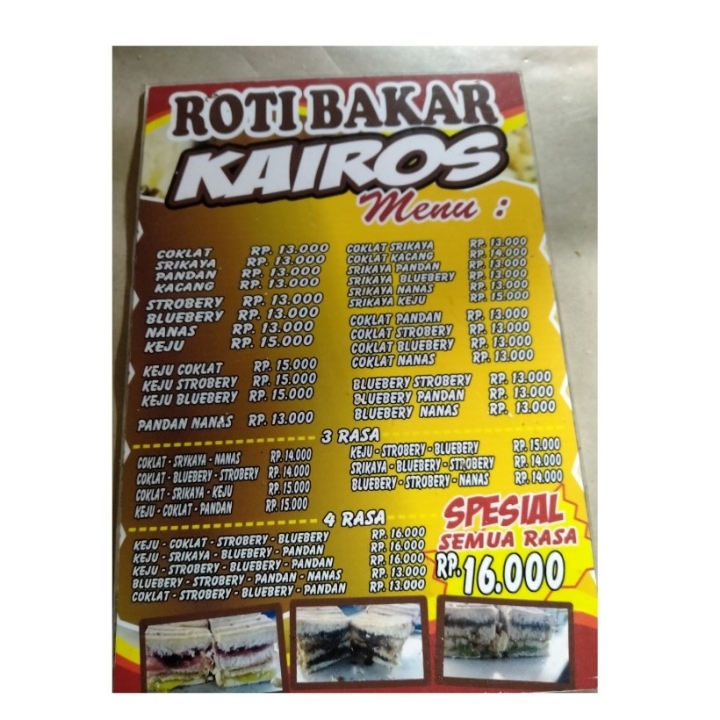 ROTI BAKAR
KAIROS
Menu :
COKLAT RP. 13.000
SRIKAYA RP. 13.000
PANDAN RP. 13.000
KACANG RP. 13.000
STROBERY RP. 13.000
BLUEBERY RP. 13.000
NANAS RP. 13.000
KEJU RP. 15.000
KEJU COKLAT RP. 15.000
KEJU STROBERY RP. 15.000
KEJU BLUEBERY RP. 15.000
PANDAN NANAS RP. 13.000
COKLAT SRIKAYA RP. 13.000
COKLAT KACANG RP. 14.000
SRIKAYA PANDAN RP. 13.000
SRIKAYA BLUEBERY RP. 13.000
SRIKAYA NANAS RP. 13.000
SRIKAYA KEJU RP. 15.000
COKLAT PANDAN RP. 13.000
COKLAT STROBERY RP. 13.000
COKLAT BLUEBERY RP. 13.000
COKLAT NANAS RP. 13.000
BLUEBERY STROBERY RP. 13.000
BLUEBERY PANDAN RP. 13.000
BLUEBERY NANAS RP. 13.000
3 RASA
COKLAT - SRYKAYA - NANAS RP. 14.000
COKLAT - BLUEBERY - STROBERY RP. 14.000
COKLAT - SRIKAYA - KEJU RP. 15.000
KEJU - COKLAT - PANDAN RP. 15.000
KEJU - STROBERY - BLUEBERY RP. 15.000
SRIKAYA - BLUEBERY - STROBERY RP. 14.000
BLUEBERY - STROBERY - NANAS RP. 14.000
4 RASA
KEJU - COKLAT - STROBERY - BLUEBERY RP. 16.000
KEJU - SRIKAYA - BLUEBERY - PANDAN RP. 16.000
KEJU - STROBERY - BLUEBERY - PANDAN RP. 16.000
BLUEBERY - STROBERY - PANDAN - NANAS RP. 13.000
COKLAT - STROBERY - BLUEBERY - PANDAN RP. 13.000
SPESIAL
SEMUA RASA
RP. 16.000